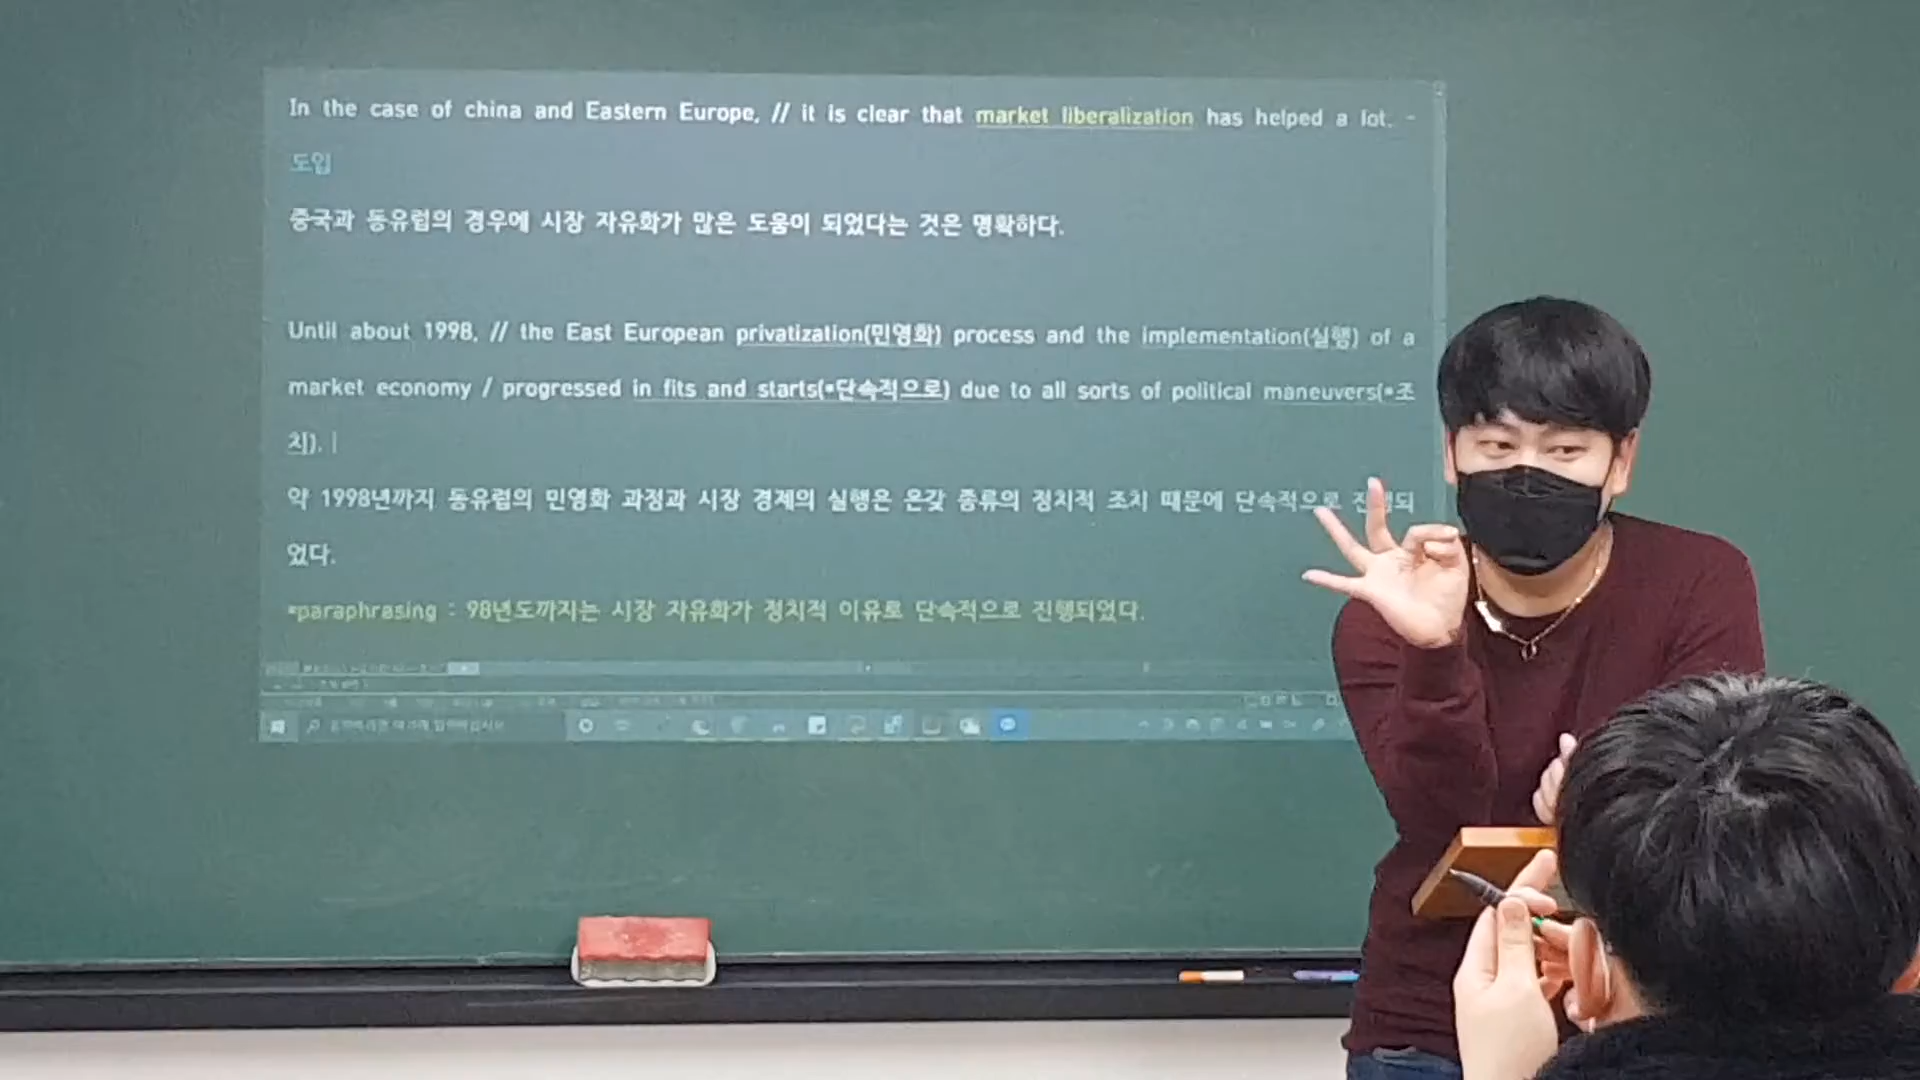 In the case of china and Eastern Europe, // it is clear that market liberalization has helped a lot. -
도입
중국과 동유럽의 경우에 시장 자유화가 많은 도움이 되었다는 것은 명확하다.
Until about 1998, // the East European privatization(민영화) process and the implementation(실행) of a
market economy / progressed in fits and starts(*단속적으로) due to all sorts of political maneuvers(*조
치).
약 1998년까지 동유럽의 민영화 과정과 시장 경제의 실행은 온갖 종류의 정치적 조치 때문에 단속적으로 진행되
었다.
*paraphrasing : 98년도까지는 시장 자유화가 정치적 이유로 단속적으로 진행되었다.